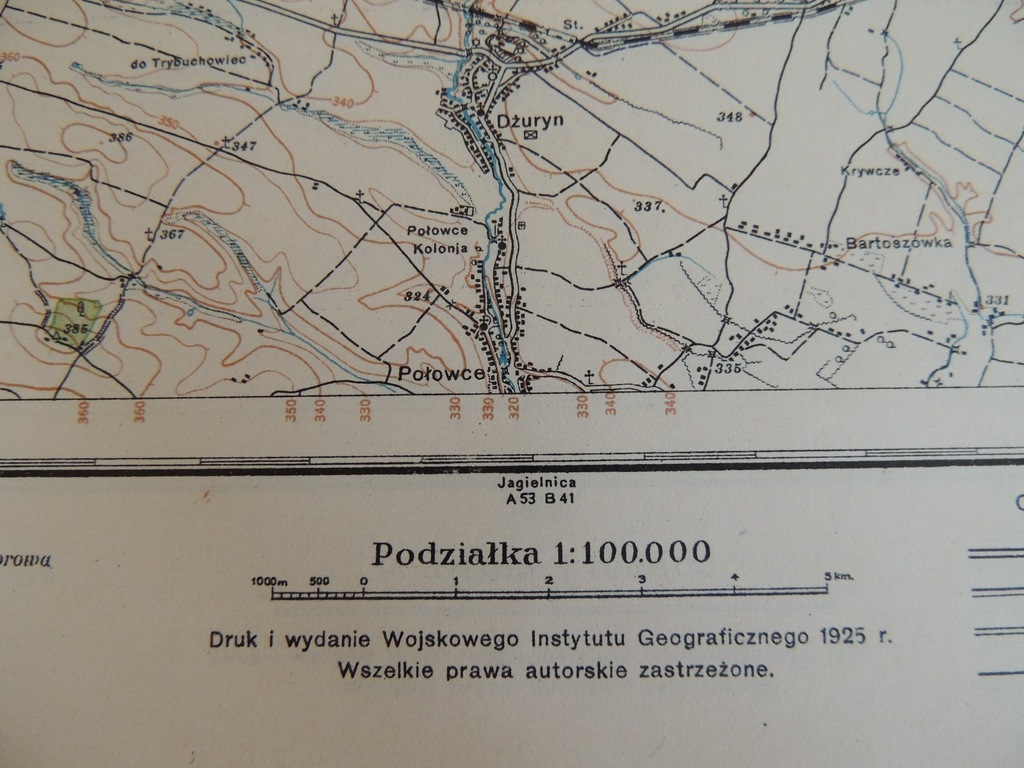 St.
360
do Trybuchowiec
340
350
386
347
Dżuryn
348
Krywcze
337.
367
Połowce
Kolonja
Bartoszówka
324
331
385
335
Połowce
360 360 350 340 330 330 330 320 330 340 340
Jagielnica
A 53 B 41
Podziałka 1:100.000
1000m 500 0 1 2 3 4 5 km.
Druk i wydanie Wojskowego Instytutu Geograficznego 1925 r.
Wszelkie prawa autorskie zastrzeżone.